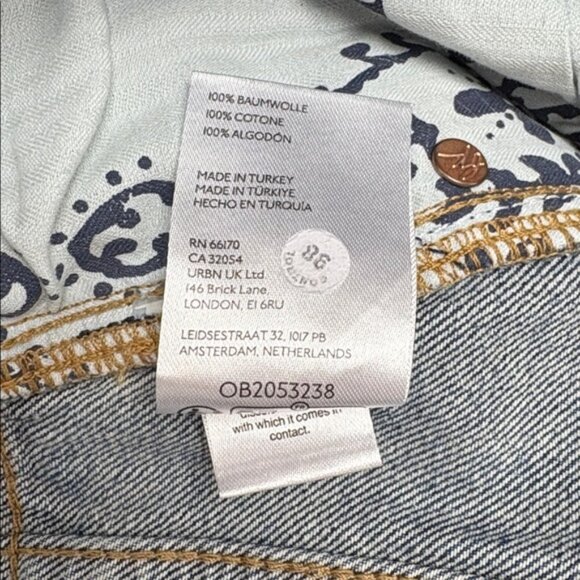 100% BAUMWOLLE
100% COTONE
100% ALGODÓN
MADE IN TURKEY
MADE IN TÜRKIYE
HECHO EN TURQUÍA
RN 66170
CA 32054
URBN UK Ltd
146 Brick Lane,
LONDON, E1 6RU
38
LEIDSESTRAAT 32, 1017 PB
AMSTERDAM, NETHERLANDS
OB2053238
with which it comes in
contact.